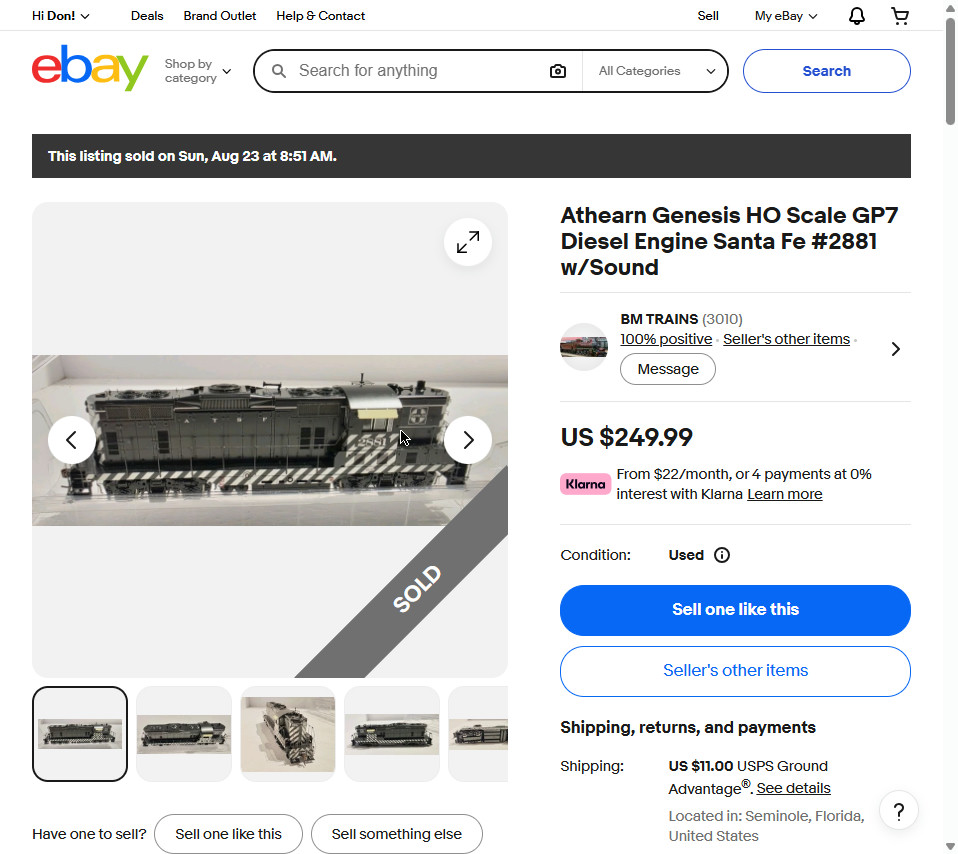 Hi Don!
Deals
Brand Outlet
Help & Contact
Sell
My eBay
ebay
Shop by
category
Search for anything
All Categories
Search
This listing sold on Sun, Aug 23 at 8:51 AM.
Athearn Genesis HO Scale GP7
Diesel Engine Santa Fe #2881
w/Sound
BM TRAINS (3010)
100% positive · Seller's other items ·
Message
A T S F
2881
SOLD
US $249.99
Klarna
From $22/month, or 4 payments at 0%
interest with Klarna Learn more
Condition:
Used
Sell one like this
Seller's other items
Shipping, returns, and payments
Shipping:
US $11.00 USPS Ground
Advantage®. See details
Located in: Seminole, Florida,
United States
?
Have one to sell?
Sell one like this
Sell something else